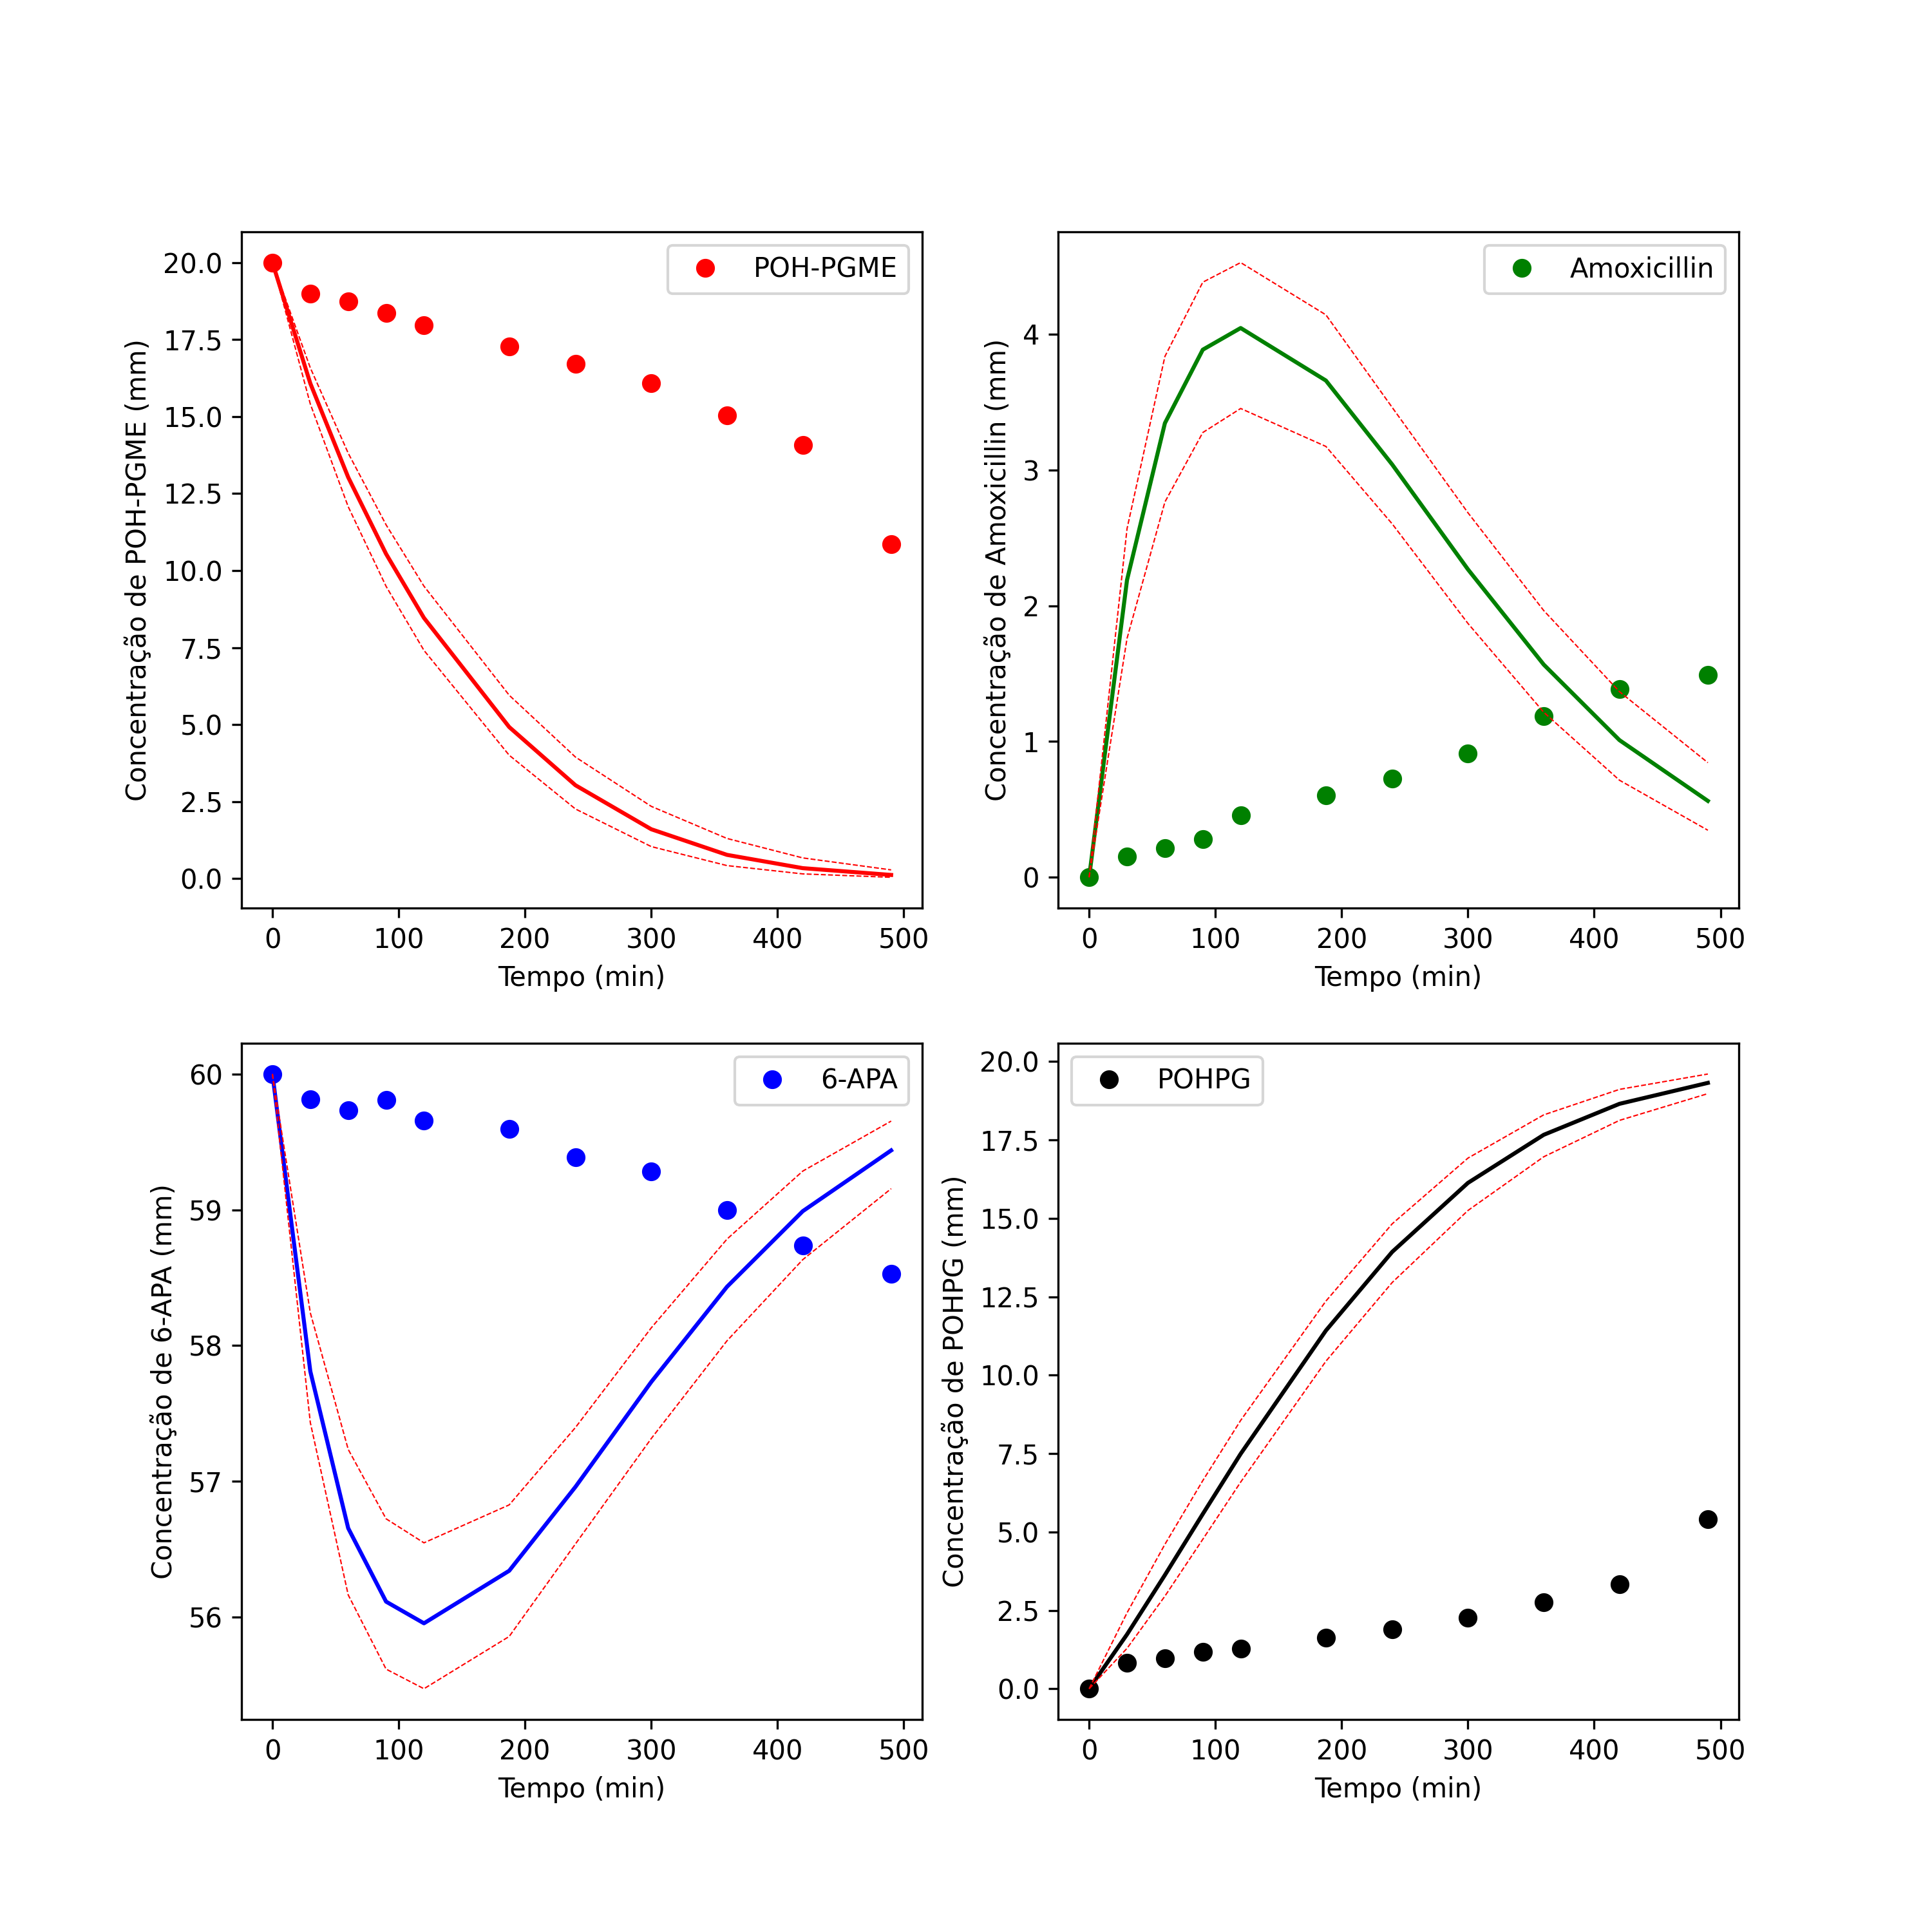 POH-PGME
20.0
17.5
15.0
12.5
10.0
7.5
5.0
2.5
0.0
Concentração de POH-PGME (mm)
0 100 200 300 400 500
Tempo (min)
Amoxicillin
4
3
2
1
0
Concentração de Amoxicillin (mm)
0 100 200 300 400 500
Tempo (min)
6-APA
60
59
58
57
56
Concentração de 6-APA (mm)
0 100 200 300 400 500
Tempo (min)
POHPG
20.0
17.5
15.0
12.5
10.0
7.5
5.0
2.5
0.0
Concentração de POHPG (mm)
0 100 200 300 400 500
Tempo (min)